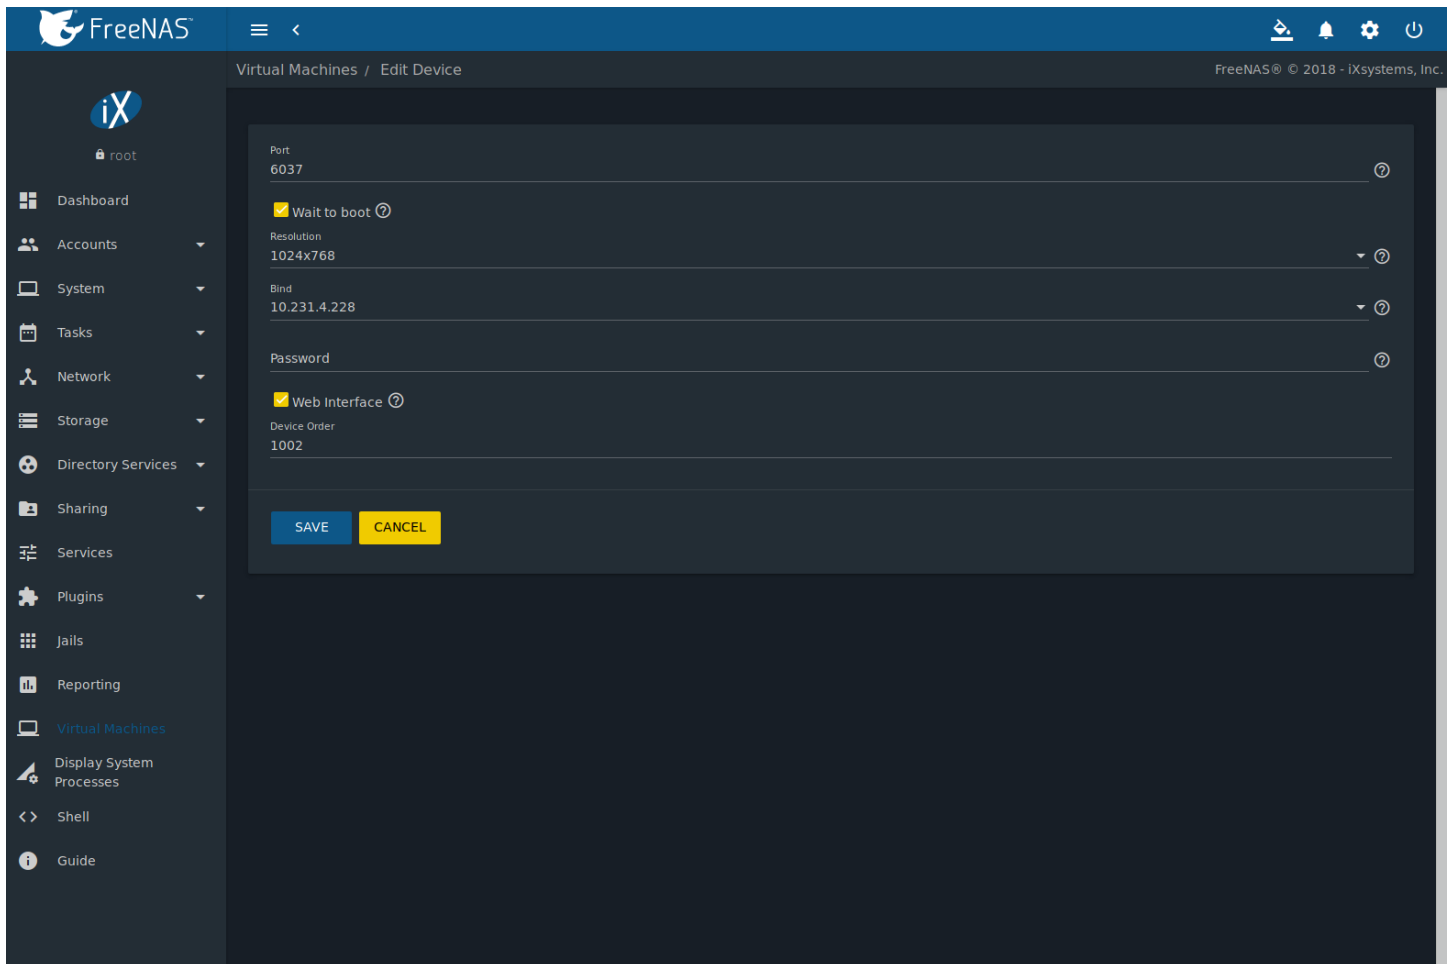 FreeNAS™
Virtual Machines / Edit Device
FreeNAS® © 2018 - iXsystems, Inc.
iX
root
Dashboard
Accounts
System
Tasks
Network
Storage
Directory Services
Sharing
Services
Plugins
Jails
Reporting
Virtual Machines
Display System
Processes
Shell
Guide
Port
6037
Wait to boot
Resolution
1024x768
Bind
10.231.4.228
Password
Web Interface
Device Order
1002
SAVE CANCEL